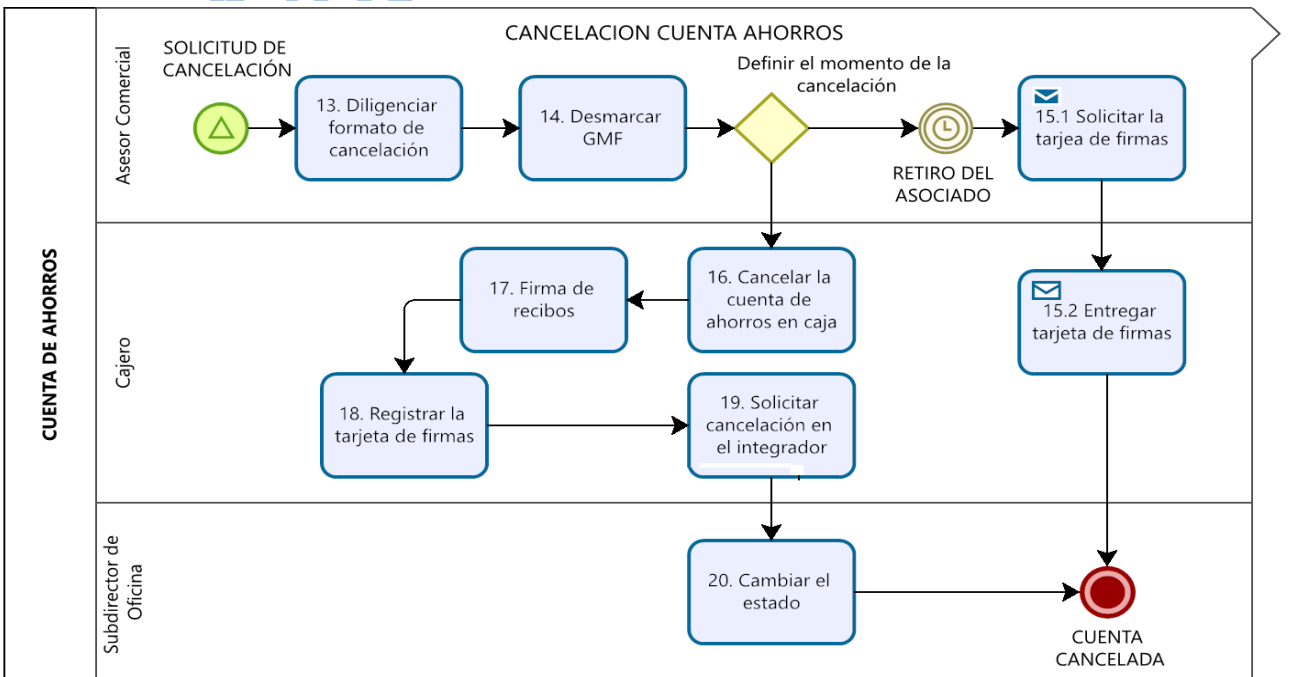 CANCELACION CUENTA AHORROS
CUENTA DE AHORROS
Asesor Comercial
SOLICITUD DE
CANCELACIÓN
13. Diligenciar
formato de
cancelación
14. Desmarcar
GMF
Definir el momento de la
cancelación
RETIRO DEL
ASOCIADO
15.1 Solicitar la
tarjea de firmas
Cajero
17. Firma de
recibos
16. Cancelar la
cuenta de
ahorros en caja
15.2 Entregar
tarjeta de firmas
18. Registrar la
tarjeta de firmas
19. Solicitar
cancelación en
el integrador
Subdirector de
Oficina
20. Cambiar el
estado
CUENTA
CANCELADA